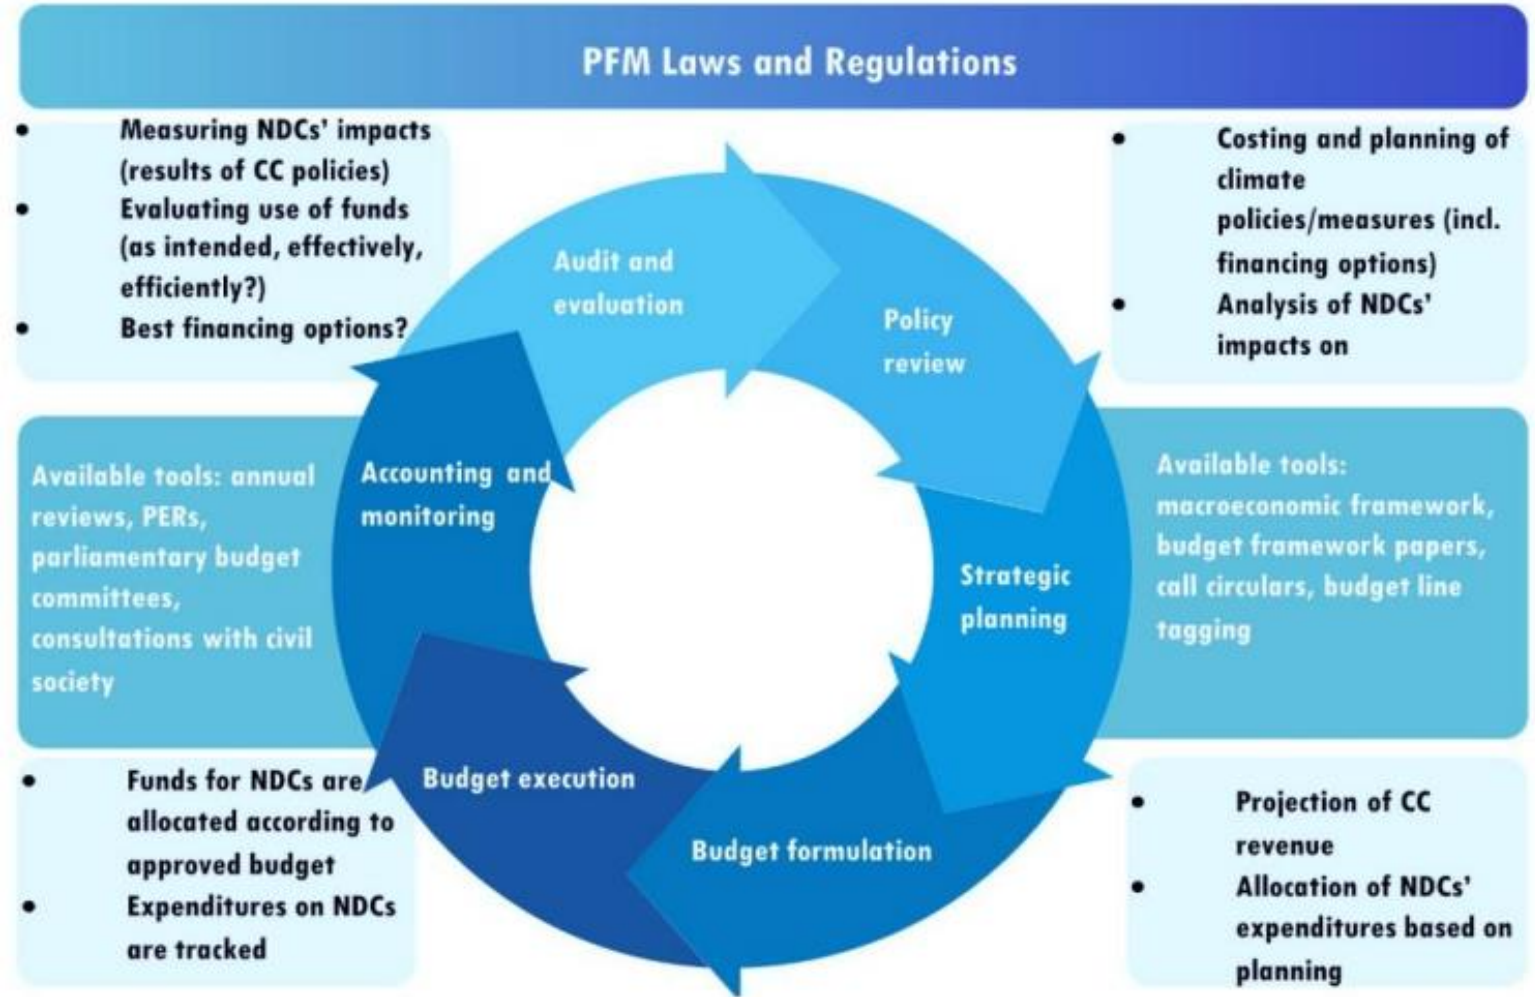 PFM Laws and Regulations
• Measuring NDCs' impacts
(results of CC policies)
• Evaluating use of funds
(as intended, effectively,
efficiently?)
• Best financing options?
• Costing and planning of
climate
policies/measures (incl.
financing options)
• Analysis of NDCs'
impacts on
Audit and
evaluation
Policy
review
Accounting and
monitoring
Strategic
planning
Budget execution
Budget formulation
Available tools: annual
reviews, PERs,
parliamentary budget
committees,
consultations with civil
society
Available tools:
macroeconomic framework,
budget framework papers,
call circulars, budget line
tagging
• Funds for NDCs are
allocated according to
approved budget
• Expenditures on NDCs
are tracked
• Projection of CC
revenue
• Allocation of NDCs'
expenditures based on
planning